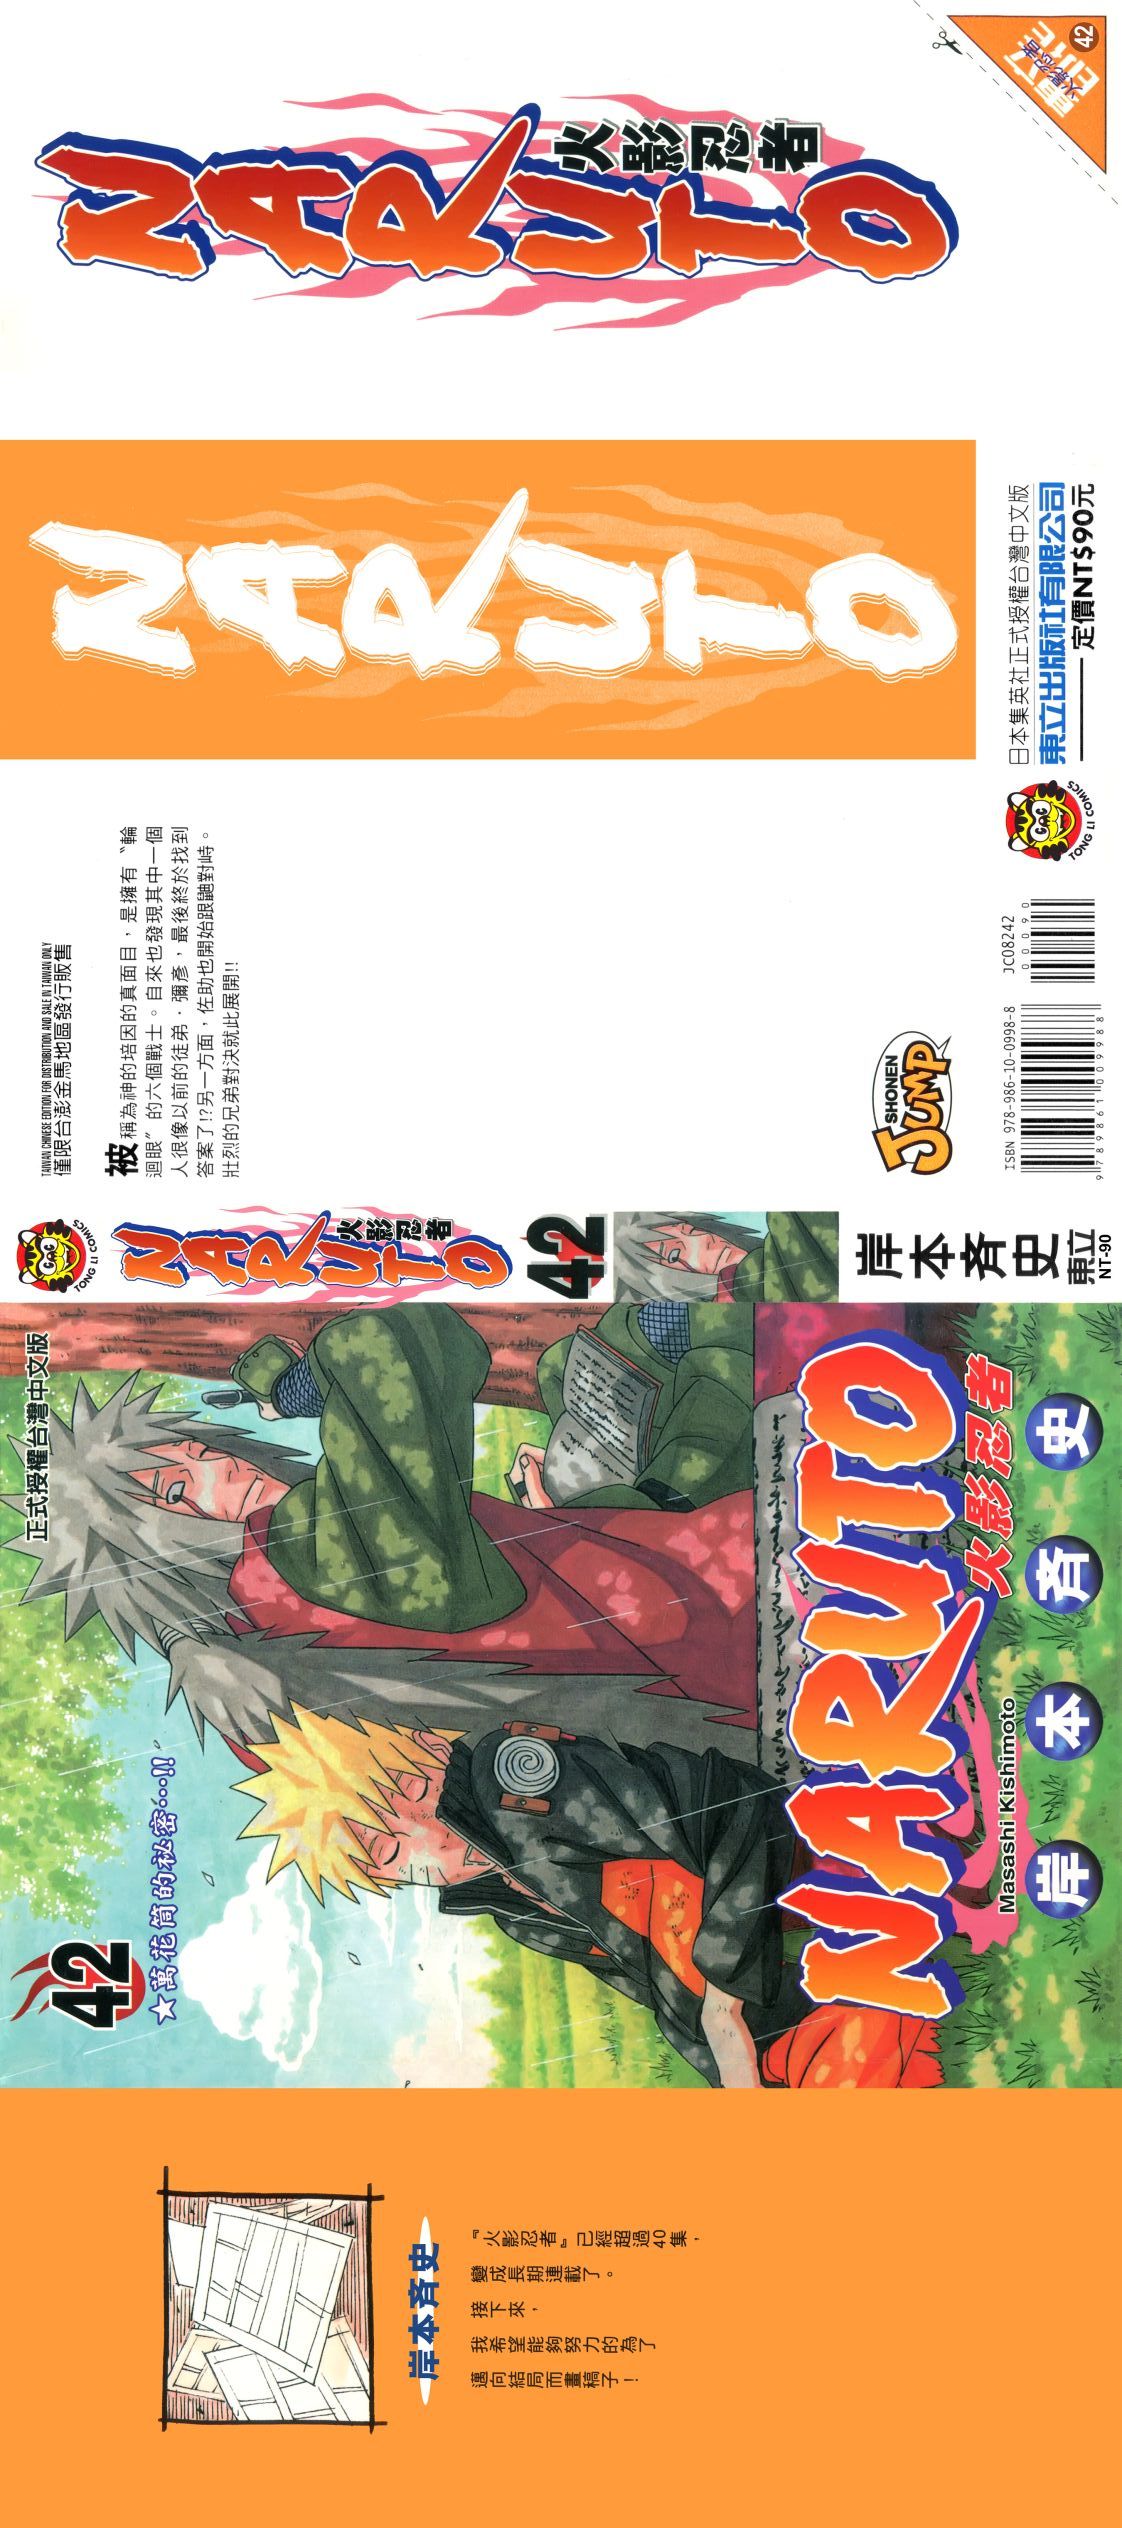 42
東立
火影忍者
NARUTO
火影忍者
NARUTO
日本集英社正式授權台灣中文版
東立出版社有限公司
定價NT$90元
TONG LI COMICS
TAIWAN CHINESE EDITION FOR DISTRIBUTION AND SALE IN TAIWAN ONLY
僅限台澎金馬地區發行販售
被稱為神的培因的真面目，是擁有〝輪
迴眼〞的六個戰士。自來也發現其中一個
人很像以前的徒弟・彌彥，最後終於找到
答案了!?另一方面，佐助也開始跟鼬對峙。
壯烈的兄弟對決就此展開!!
SHONEN
JUMP
ISBN 978-986-10-0998-8
9 789861 009988
JC08242
00090
TONG LI COMICS
NARUTO
火影忍者
42
岸本斉史
東立
NT-90
正式授權台灣中文版
42
★萬花筒的祕密…!!
NARUTO
火影忍者
Masashi Kishimoto
岸本斉史
岸本斉史
『火影忍者』已經超過40集，
變成長期連載了。
接下來，
我希望能夠努力的為了
邁向結局而畫稿子！